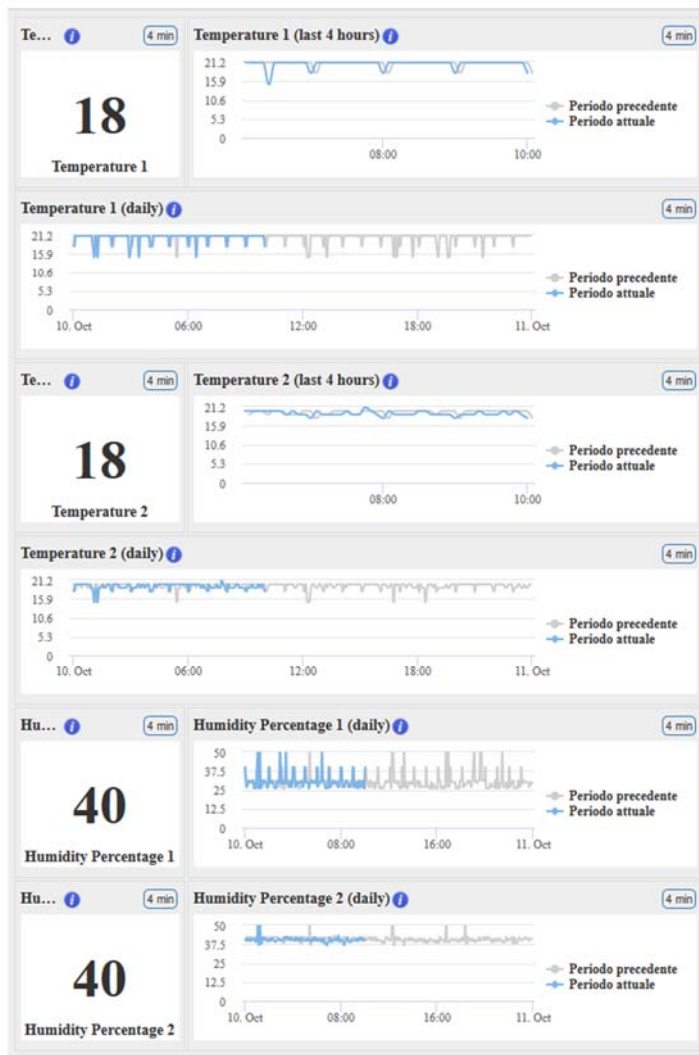 Te... i 4 min
18
Temperature 1
Temperature 1 (last 4 hours) i 4 min
21.2
15.9
10.6
5.3
0
08:00 10:00
Periodo precedente
Periodo attuale
Temperature 1 (daily) i 4 min
21.2
15.9
10.6
5.3
0
10. Oct 06:00 12:00 18:00 11. Oct
Periodo precedente
Periodo attuale
Te... i 4 min
18
Temperature 2
Temperature 2 (last 4 hours) i 4 min
21.2
15.9
10.6
5.3
0
08:00 10:00
Periodo precedente
Periodo attuale
Temperature 2 (daily) i 4 min
21.2
15.9
10.6
5.3
0
10. Oct 06:00 12:00 18:00 11. Oct
Periodo precedente
Periodo attuale
Hu... i 4 min
40
Humidity Percentage 1
Humidity Percentage 1 (daily) i 4 min
50
37.5
25
12.5
0
10. Oct 08:00 16:00 11. Oct
Periodo precedente
Periodo attuale
Hu... i 4 min
40
Humidity Percentage 2
Humidity Percentage 2 (daily) i 4 min
50
37.5
25
12.5
0
10. Oct 08:00 16:00 11. Oct
Periodo precedente
Periodo attuale